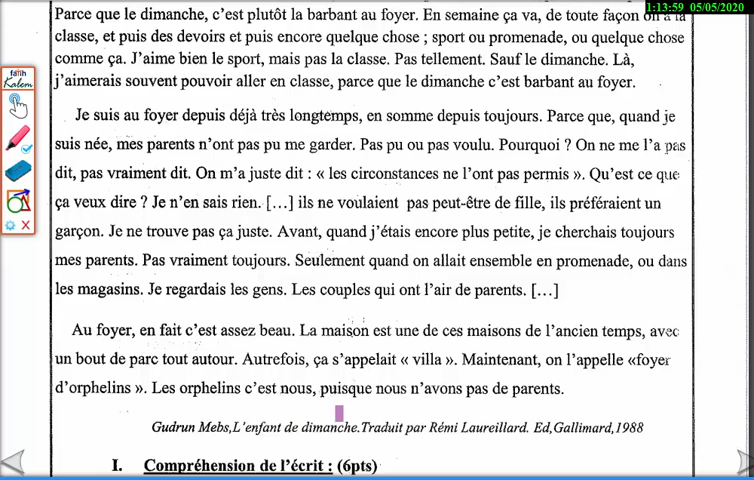 1:13:59 05/05/2020
Parce que le dimanche, c'est plutôt la barbant au foyer. En semaine ça va, de toute façon on a la
classe, et puis des devoirs et puis encore quelque chose ; sport ou promenade, ou quelque chose
comme ça. J'aime bien le sport, mais pas la classe. Pas tellement. Sauf le dimanche. Là,
j'aimerais souvent pouvoir aller en classe, parce que le dimanche c'est barbant au foyer.
Je suis au foyer depuis déjà très longtemps, en somme depuis toujours. Parce que, quand je
suis née, mes parents n'ont pas pu me garder. Pas pu ou pas voulu. Pourquoi ? On ne me l'a pas
dit, pas vraiment dit. On m'a juste dit : « les circonstances ne l'ont pas permis ». Qu'est ce que
ça veux dire ? Je n'en sais rien. […] ils ne voulaient pas peut-être de fille, ils préféraient un
garçon. Je ne trouve pas ça juste. Avant, quand j'étais encore plus petite, je cherchais toujours
mes parents. Pas vraiment toujours. Seulement quand on allait ensemble en promenade, ou dans
les magasins. Je regardais les gens. Les couples qui ont l'air de parents. […]
Au foyer, en fait c'est assez beau. La maison est une de ces maisons de l'ancien temps, avec
un bout de parc tout autour. Autrefois, ça s'appelait « villa ». Maintenant, on l'appelle «foyer
d'orphelins ». Les orphelins c'est nous, puisque nous n'avons pas de parents.
Gudrun Mebs,L'enfant de dimanche.Traduit par Rémi Laureillard. Ed,Gallimard,1988
I. Compréhension de l'écrit : (6pts)
fatih
Kalem